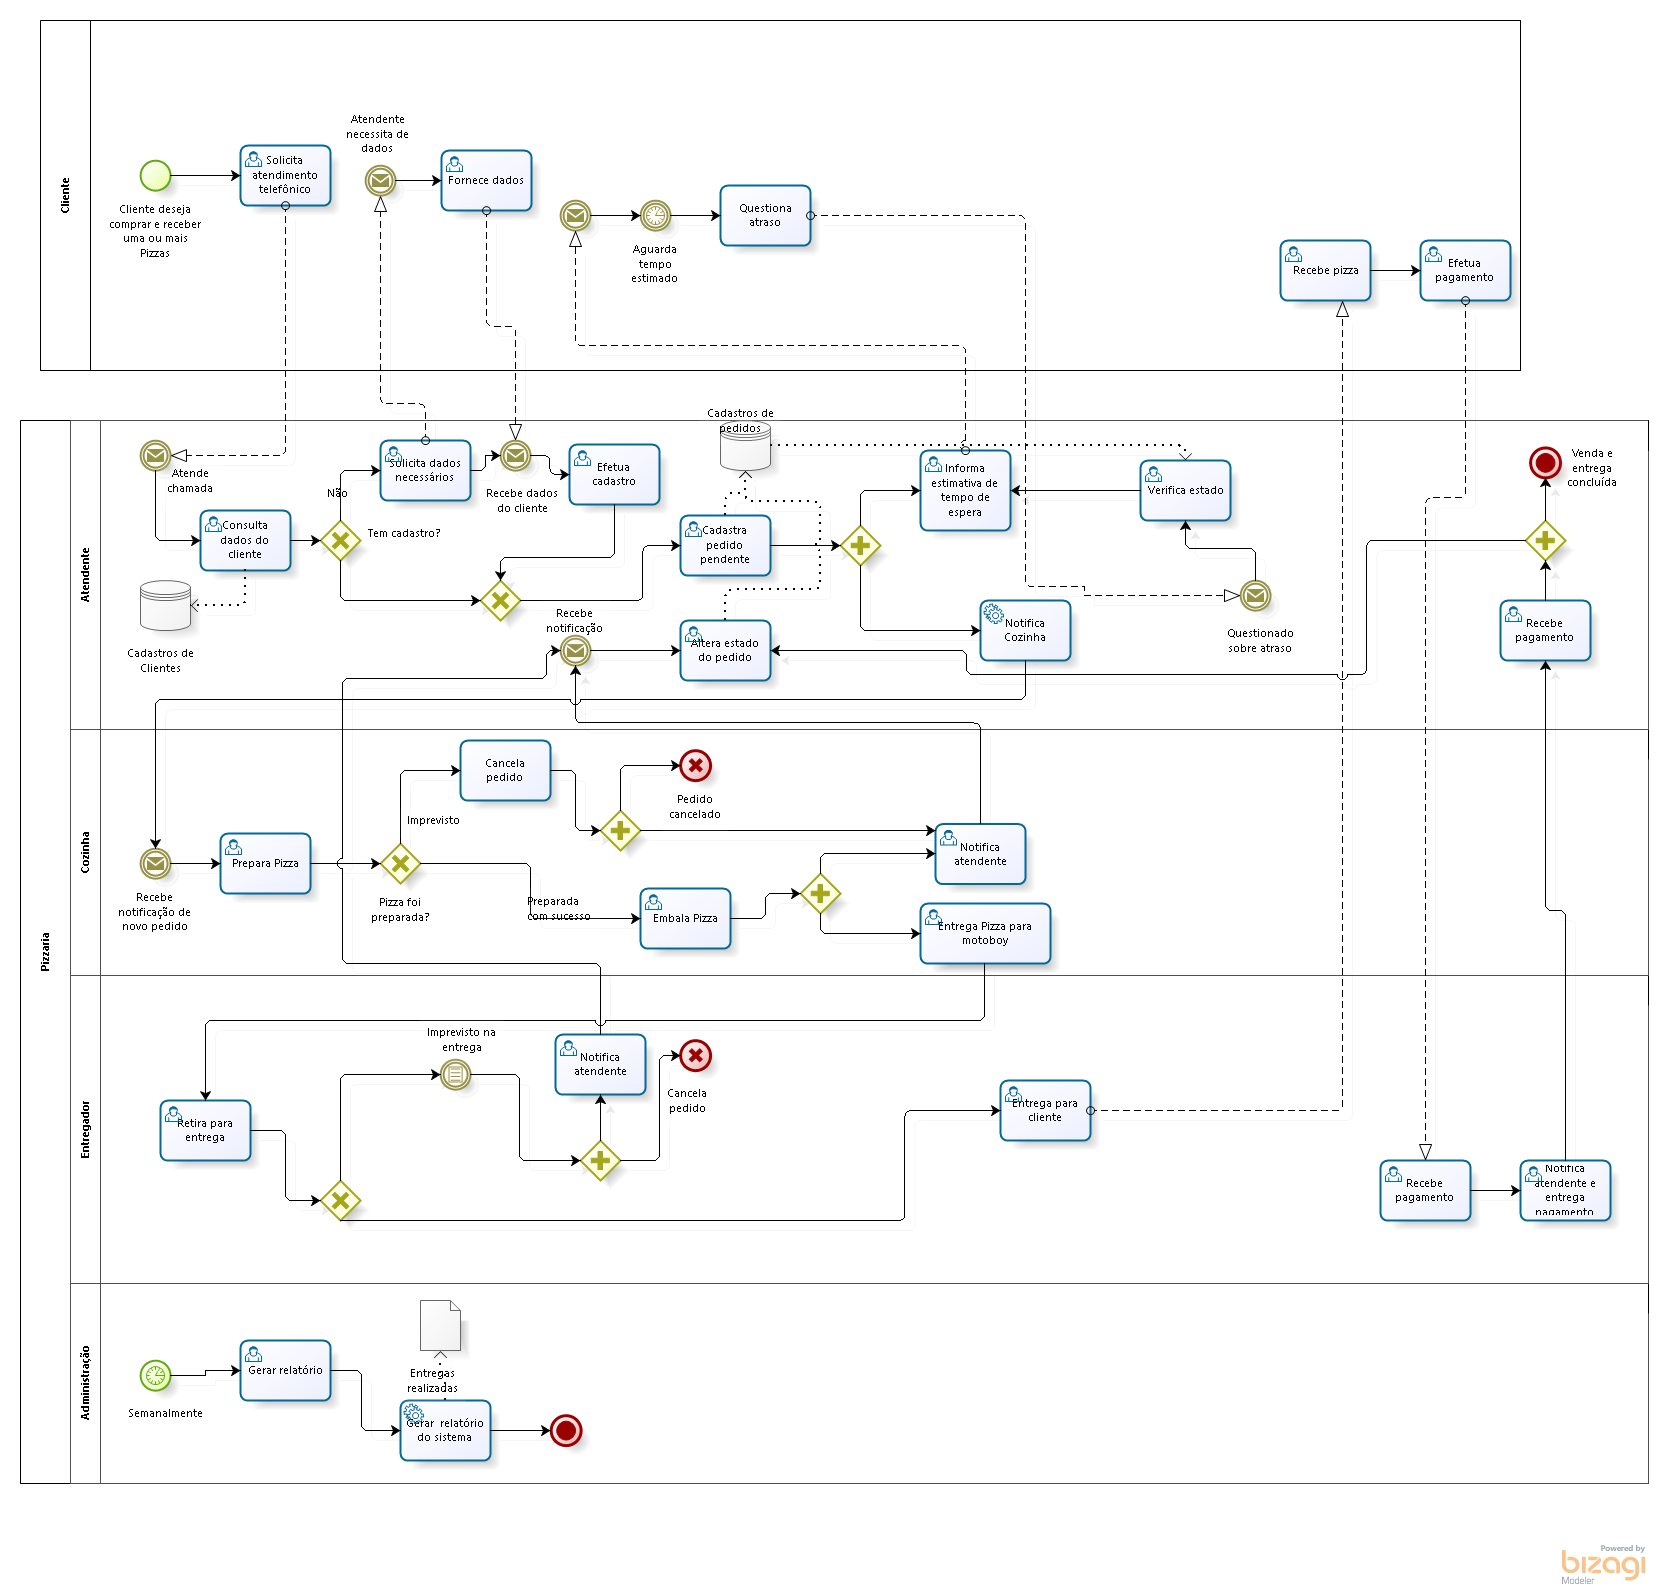 Cliente
Cliente deseja
comprar e receber
uma ou mais
Pizzas
Solicita
atendimento
telefônico
Atendente
necessita de
dados
Fornece dados
Aguarda
tempo
estimado
Questiona
atraso
Recebe pizza
Efetua
pagamento
Pizzaria
Atendente
Atende
chamada
Consulta
dados do
cliente
Cadastros de
Clientes
Não
Tem cadastro?
Solicita dados
necessários
Recebe dados
do cliente
Efetua
cadastro
Cadastros de
pedidos
Cadastra
pedido
pendente
Recebe
notificação
Altera estado
do pedido
Informa
estimativa de
tempo de
espera
Notifica
Cozinha
Verifica estado
Questionado
sobre atraso
Venda e
entrega
concluída
Recebe
pagamento
Cozinha
Recebe
notificação de
novo pedido
Prepara Pizza
Imprevisto
Pizza foi
preparada?
Cancela
pedido
Pedido
cancelado
Preparada
com sucesso
Embala Pizza
Notifica
atendente
Entrega Pizza para
motoboy
Entregador
Retira para
entrega
Imprevisto na
entrega
Notifica
atendente
Cancela
pedido
Entrega para
cliente
Recebe
pagamento
Notifica
atendente e
entrega
pagamento
Administração
Semanalmente
Gerar relatório
Entregas
realizadas
Gerar relatório
do sistema
Powered by
bizagi
Modeler